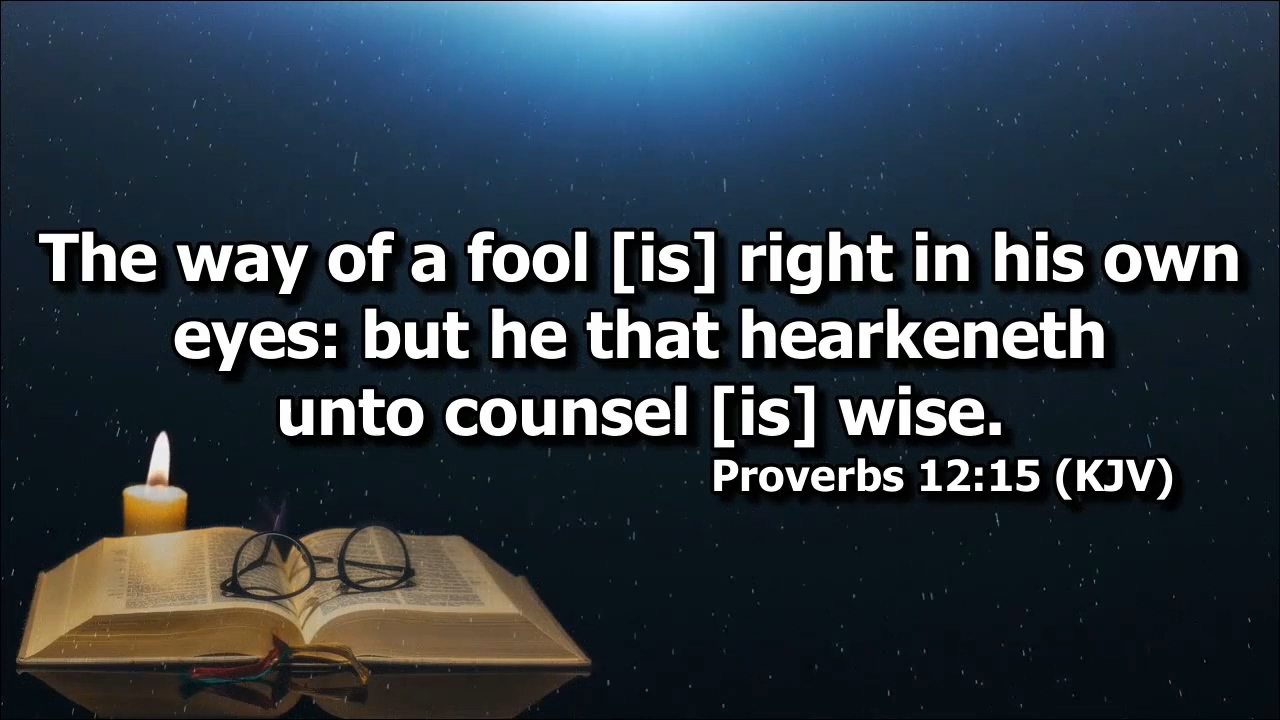 The way of a fool [is] right in his own
eyes: but he that hearkeneth
unto counsel [is] wise.
Proverbs 12:15 (KJV)